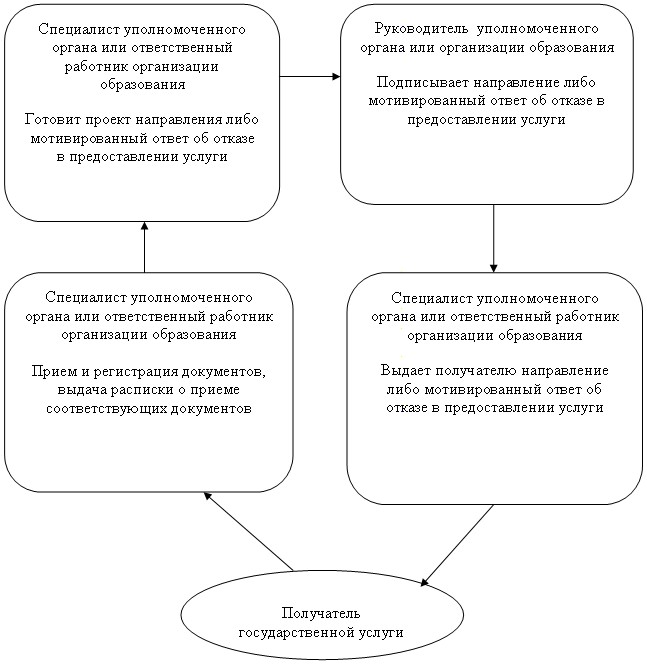 Специалист уполномоченного
органа или ответственный
работник организации
образования
Готовит проект направления либо
мотивированный ответ об отказе
в предоставлении услуги
Руководитель уполномоченного
органа или организации образования
Подписывает направление либо
мотивированный ответ об отказе в
предоставлении услуги
Специалист уполномоченного
органа или ответственный работник
организации образования
Прием и регистрация документов,
выдача расписки о приеме
соответствующих документов
Специалист уполномоченного
органа или ответственный работник
организации образования
Выдает получателю направление
либо мотивированный ответ об
отказе в предоставлении услуги
Получатель
государственной услуги